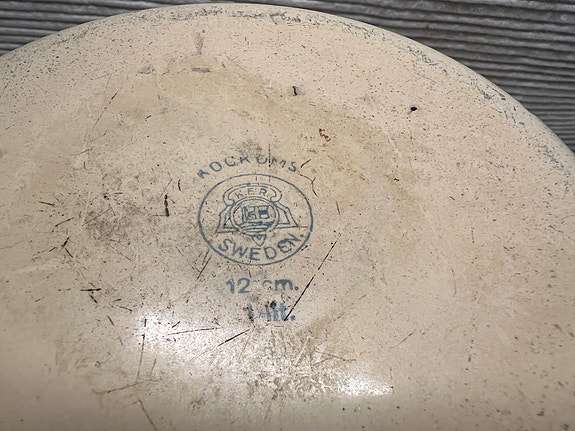 KOCKUMS
K.E.R.
SWEDEN.
12 cm.
1 lit.